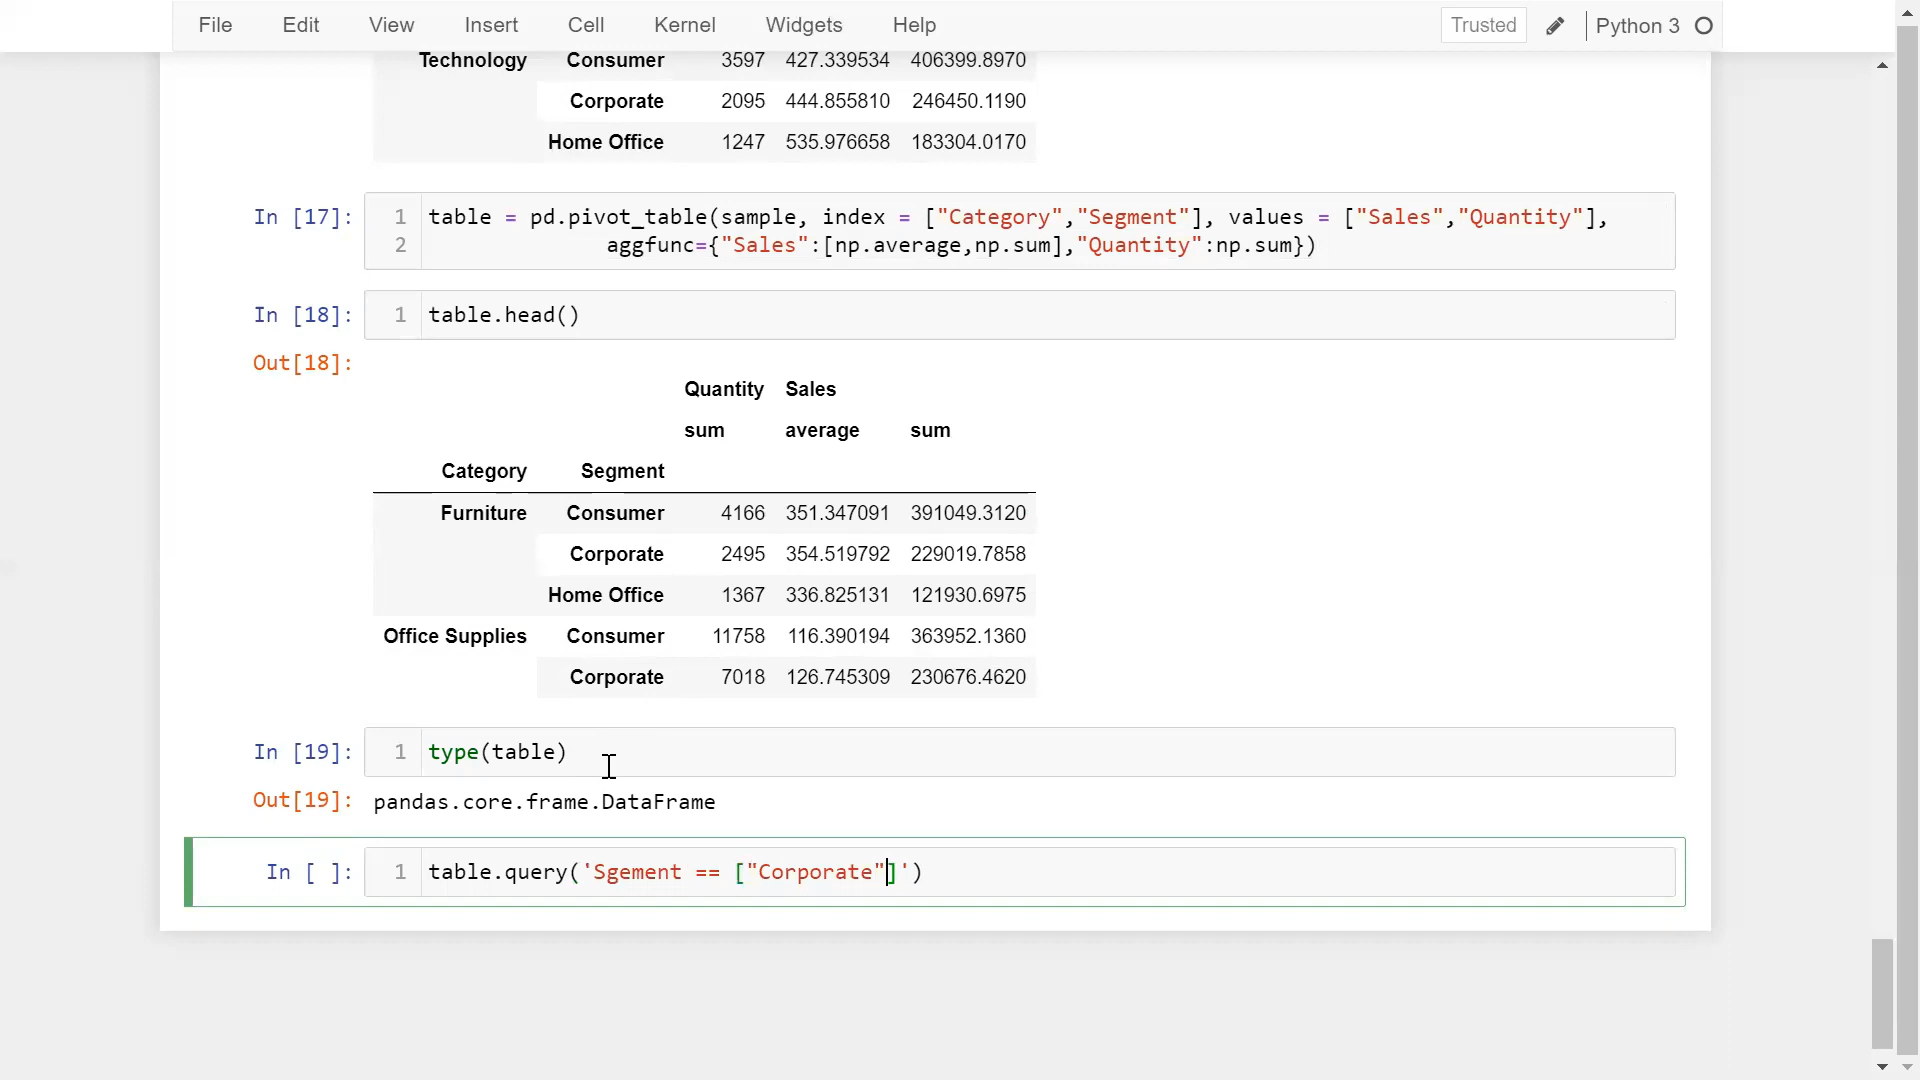 File Edit View Insert Cell Kernel Widgets Help Trusted Python 3
Technology Consumer 3597 427.339534 406399.8970
Corporate 2095 444.855810 246450.1190
Home Office 1247 535.976658 183304.0170
In [17]: 1 table = pd.pivot_table(sample, index = ["Category","Segment"], values = ["Sales","Quantity"],
2 aggfunc={"Sales":[np.average,np.sum],"Quantity":np.sum})
In [18]: 1 table.head()
Out[18]:
Quantity Sales
sum average sum
Category Segment
Furniture Consumer 4166 351.347091 391049.3120
Corporate 2495 354.519792 229019.7858
Home Office 1367 336.825131 121930.6975
Office Supplies Consumer 11758 116.390194 363952.1360
Corporate 7018 126.745309 230676.4620
In [19]: 1 type(table)
Out[19]: pandas.core.frame.DataFrame
In [ ]: 1 table.query('Sgement == ["Corporate"]')